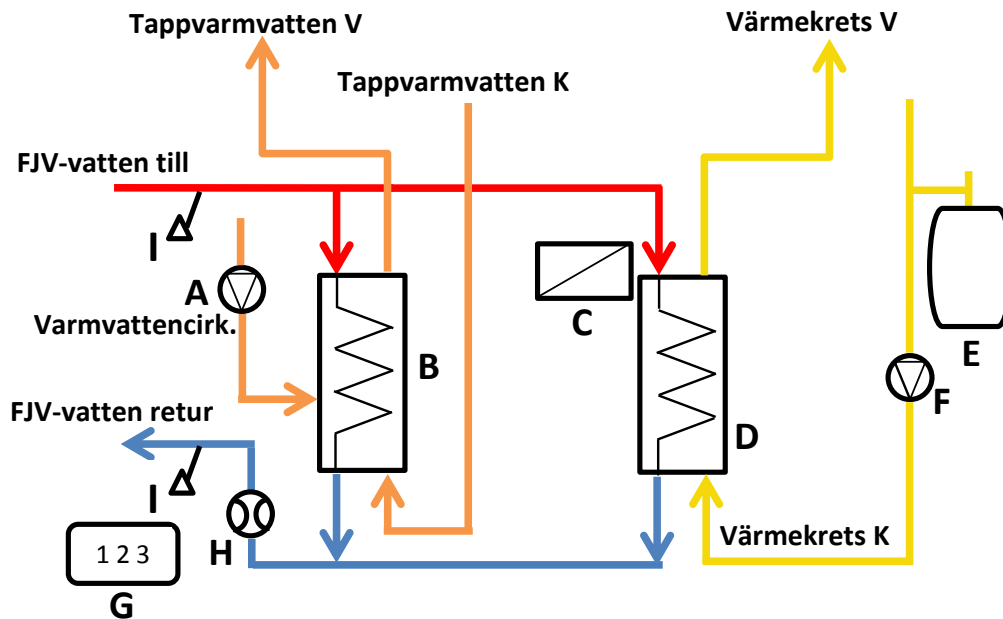 Tappvarmvatten V
Värmekrets V
Tappvarmvatten K
FJV-vatten till
I
A
C
Varmvattencirk.
B
E
F
FJV-vatten retur
D
I
H
Värmekrets K
1 2 3
G